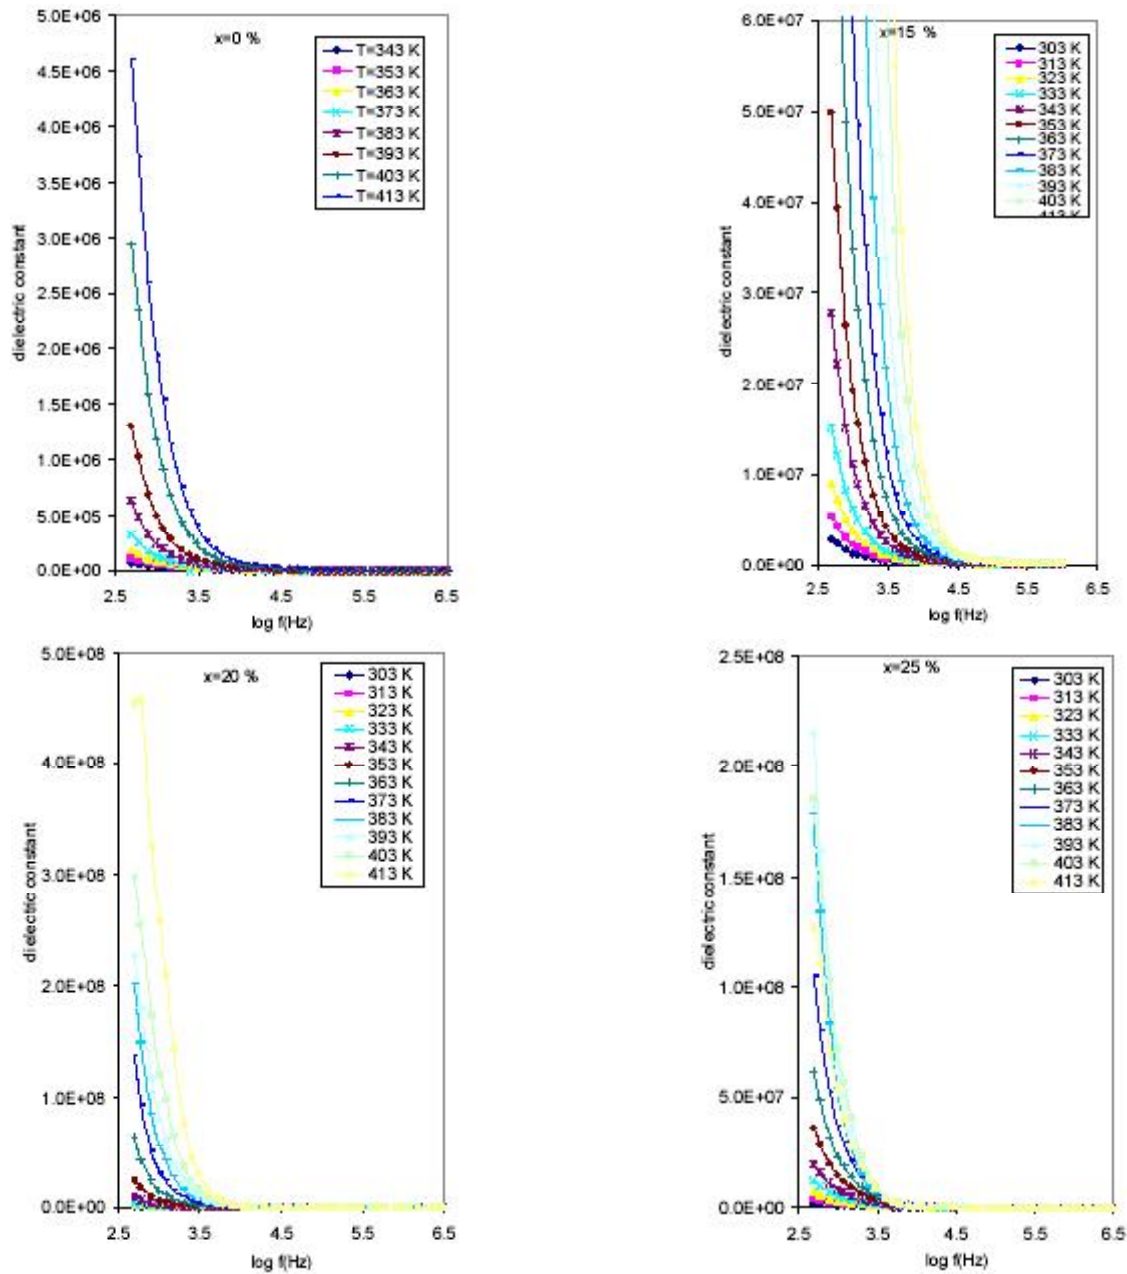 x=0 %
5.0E+06
4.5E+06
4.0E+06
3.5E+06
3.0E+06
2.5E+06
2.0E+06
1.5E+06
1.0E+06
5.0E+05
0.0E+00
dielectric constant
T=343 K
T=353 K
T=363 K
T=373 K
T=383 K
T=393 K
T=403 K
T=413 K
2.5 3.5 4.5 5.5 6.5
log f(Hz)
x=15 %
6.0E+07
5.0E+07
4.0E+07
3.0E+07
2.0E+07
1.0E+07
0.0E+00
dielectric constant
303 K
313 K
323 K
333 K
343 K
353 K
363 K
373 K
383 K
393 K
403 K
413 K
2.5 3.5 4.5 5.5 6.5
log f(Hz)
x=20 %
5.0E+08
4.0E+08
3.0E+08
2.0E+08
1.0E+08
0.0E+00
dielectric constant
303 K
313 K
323 K
333 K
343 K
353 K
363 K
373 K
383 K
393 K
403 K
413 K
2.5 3.5 4.5 5.5 6.5
log f(Hz)
x=25 %
2.5E+08
2.0E+08
1.5E+08
1.0E+08
5.0E+07
0.0E+00
dielectric constant
303 K
313 K
323 K
333 K
343 K
353 K
363 K
373 K
383 K
393 K
403 K
413 K
2.5 3.5 4.5 5.5 6.5
log f(Hz)